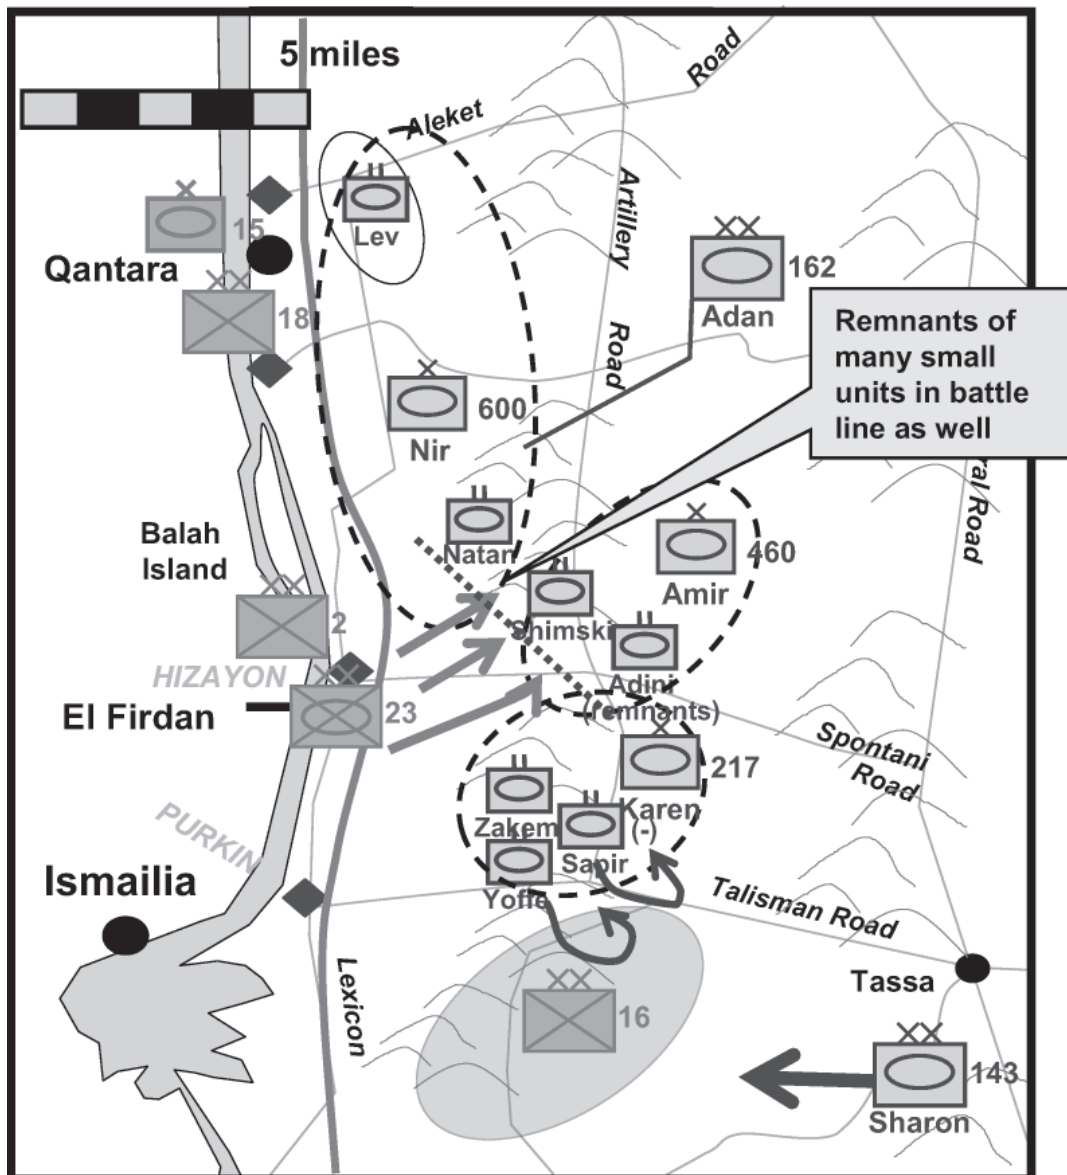 5 miles
Road
Aleket
Artillery
Road
Lev
15
Qantara
18
162
Adan
Remnants of
many small
units in battle
line as well
600
Nir
ral Road
Natan
460
Amir
Balah
Island
Shimski
2
Adini
(remnants)
HIZAYON
El Firdan
23
Spontani
Road
217
Karen
(-)
Zakem
Sapir
Yoffe
PURKIN
Ismailia
Talisman Road
Lexicon
Tassa
16
143
Sharon